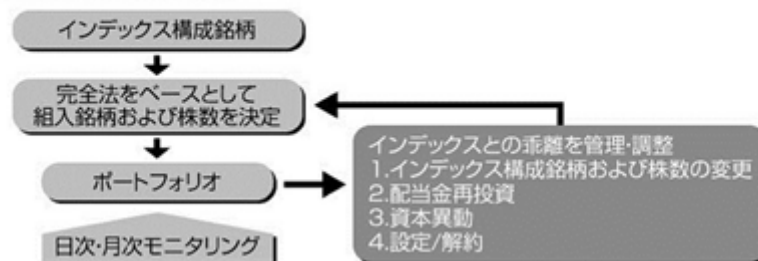 インデックス構成銘柄
完全法をベースとして
組入銘柄および株数を決定
ポートフォリオ
日次・月次モニタリング
インデックスとの乖離を管理・調整
1.インデックス構成銘柄および株数の変更
2.配当金再投資
3.資本異動
4.設定/解約